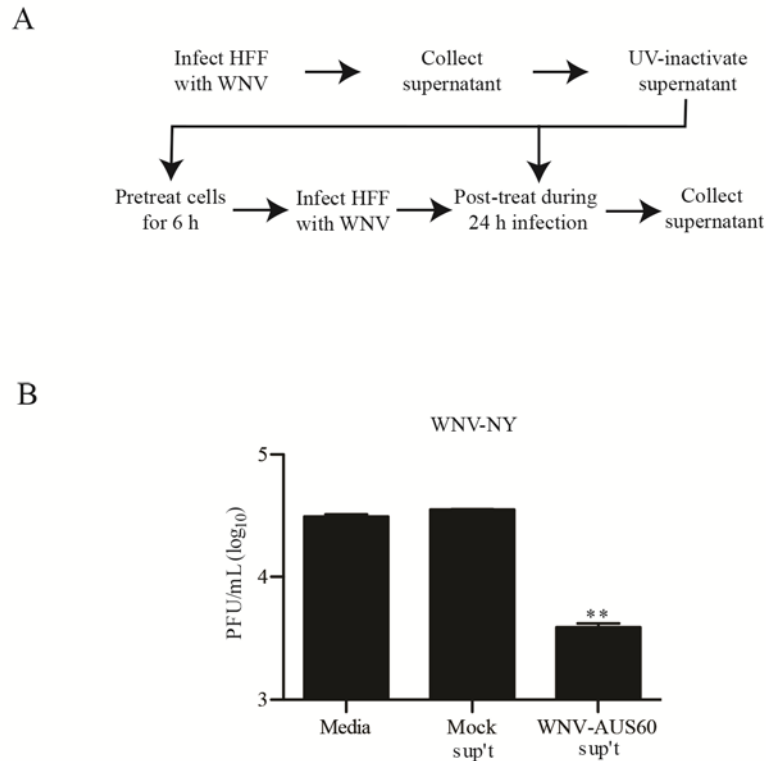 A
Infect HFF
with WNV
Collect
supernatant
UV-inactivate
supernatant
Pretreat cells
for 6 h
Infect HFF
with WNV
Post-treat during
24 h infection
Collect
supernatant
B
WNV-NY
PFU/mL (log10)
5
4
3
**
Media
Mock
sup't
WNV-AUS60
sup't